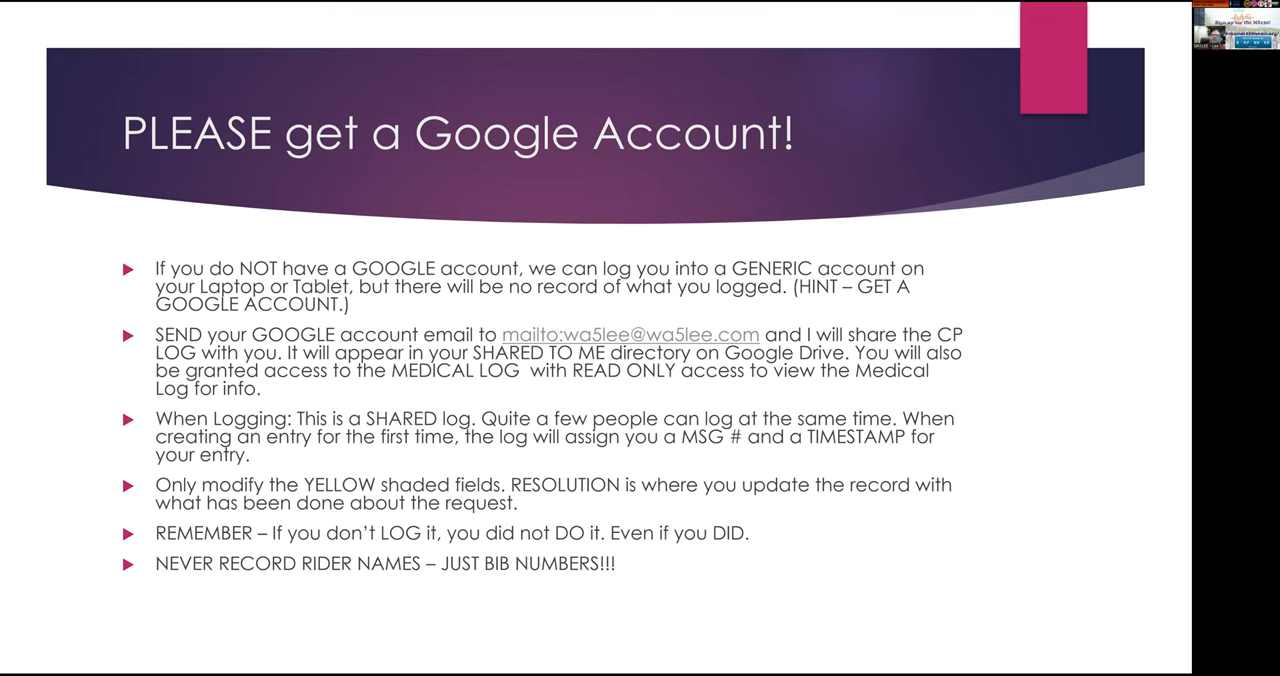 PLEASE get a Google Account!
If you do NOT have a GOOGLE account, we can log you into a GENERIC account on
your Laptop or Tablet, but there will be no record of what you logged. (HINT – GET A
GOOGLE ACCOUNT.)
SEND your GOOGLE account email to mailto:wa5lee@wa5lee.com and I will share the CP
LOG with you. It will appear in your SHARED TO ME directory on Google Drive. You will also
be granted access to the MEDICAL LOG with READ ONLY access to view the Medical
Log for info.
When Logging: This is a SHARED log. Quite a few people can log at the same time. When
creating an entry for the first time, the log will assign you a MSG # and a TIMESTAMP for
your entry.
Only modify the YELLOW shaded fields. RESOLUTION is where you update the record with
what has been done about the request.
REMEMBER – If you don't LOG it, you did not DO it. Even if you DID.
NEVER RECORD RIDER NAMES – JUST BIB NUMBERS!!!